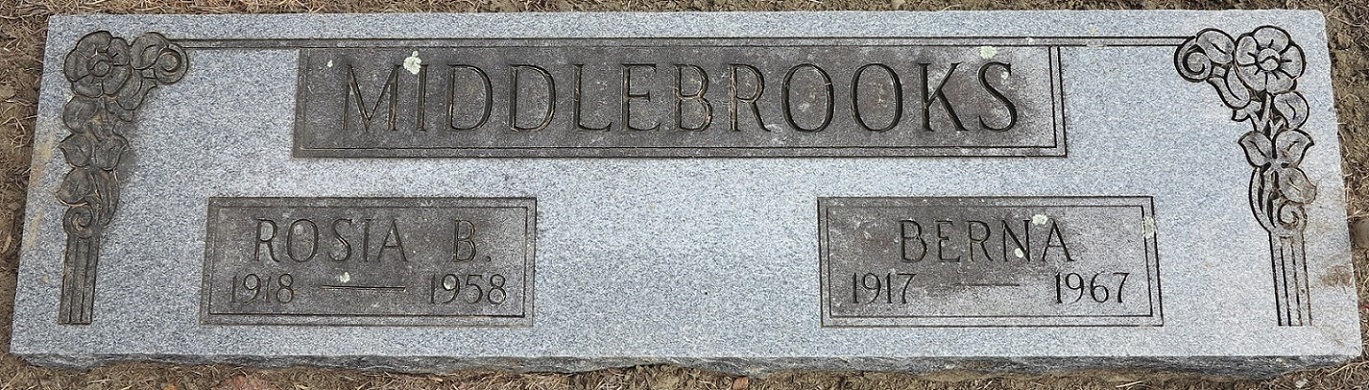 MIDDLEBROOKS
ROSIA B.
1918 — 1958
BERNA
1917 — 1967